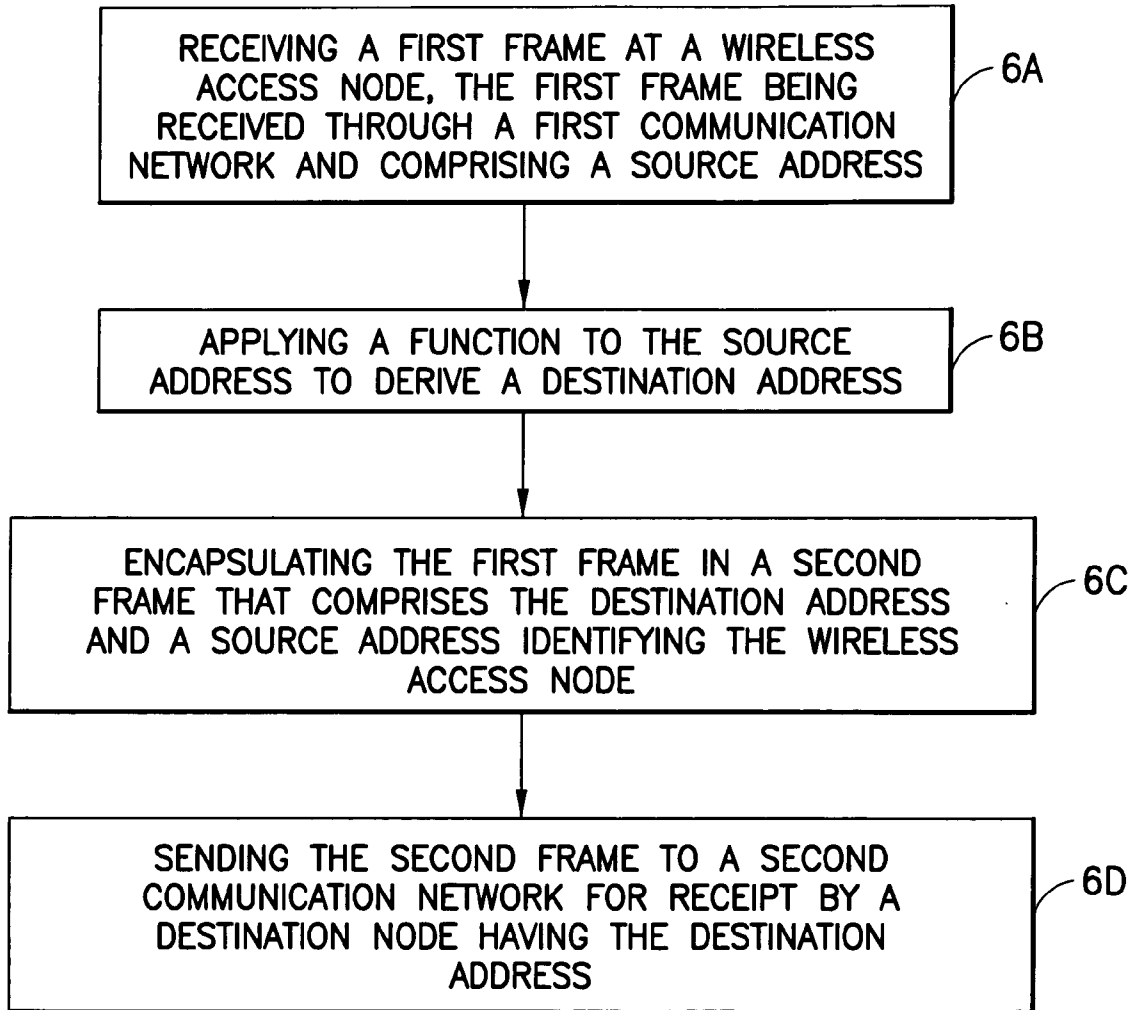 RECEIVING A FIRST FRAME AT A WIRELESS
ACCESS NODE, THE FIRST FRAME BEING
RECEIVED THROUGH A FIRST COMMUNICATION
NETWORK AND COMPRISING A SOURCE ADDRESS
6A
APPLYING A FUNCTION TO THE SOURCE
ADDRESS TO DERIVE A DESTINATION ADDRESS
6B
ENCAPSULATING THE FIRST FRAME IN A SECOND
FRAME THAT COMPRISES THE DESTINATION ADDRESS
AND A SOURCE ADDRESS IDENTIFYING THE WIRELESS
ACCESS NODE
6C
SENDING THE SECOND FRAME TO A SECOND
COMMUNICATION NETWORK FOR RECEIPT BY A
DESTINATION NODE HAVING THE DESTINATION
ADDRESS
6D